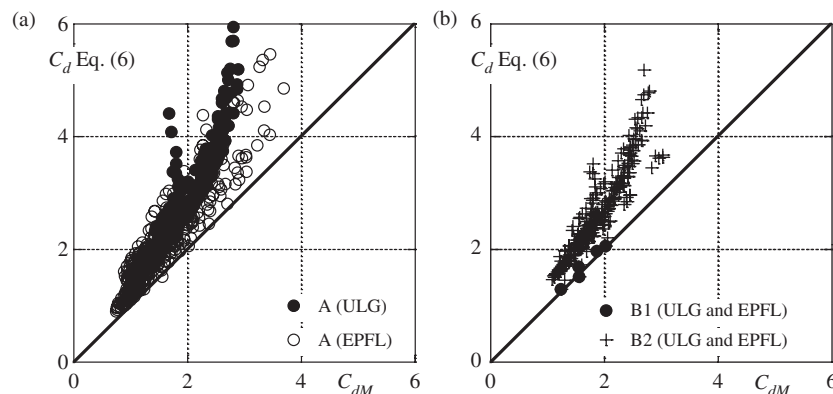 (a)
6
C_d Eq. (6)
4
2
0
0
2
4
C_dM
6
A (ULG)
A (EPFL)
(b)
6
C_d Eq. (6)
4
2
0
0
2
4
C_dM
6
B1 (ULG and EPFL)
B2 (ULG and EPFL)